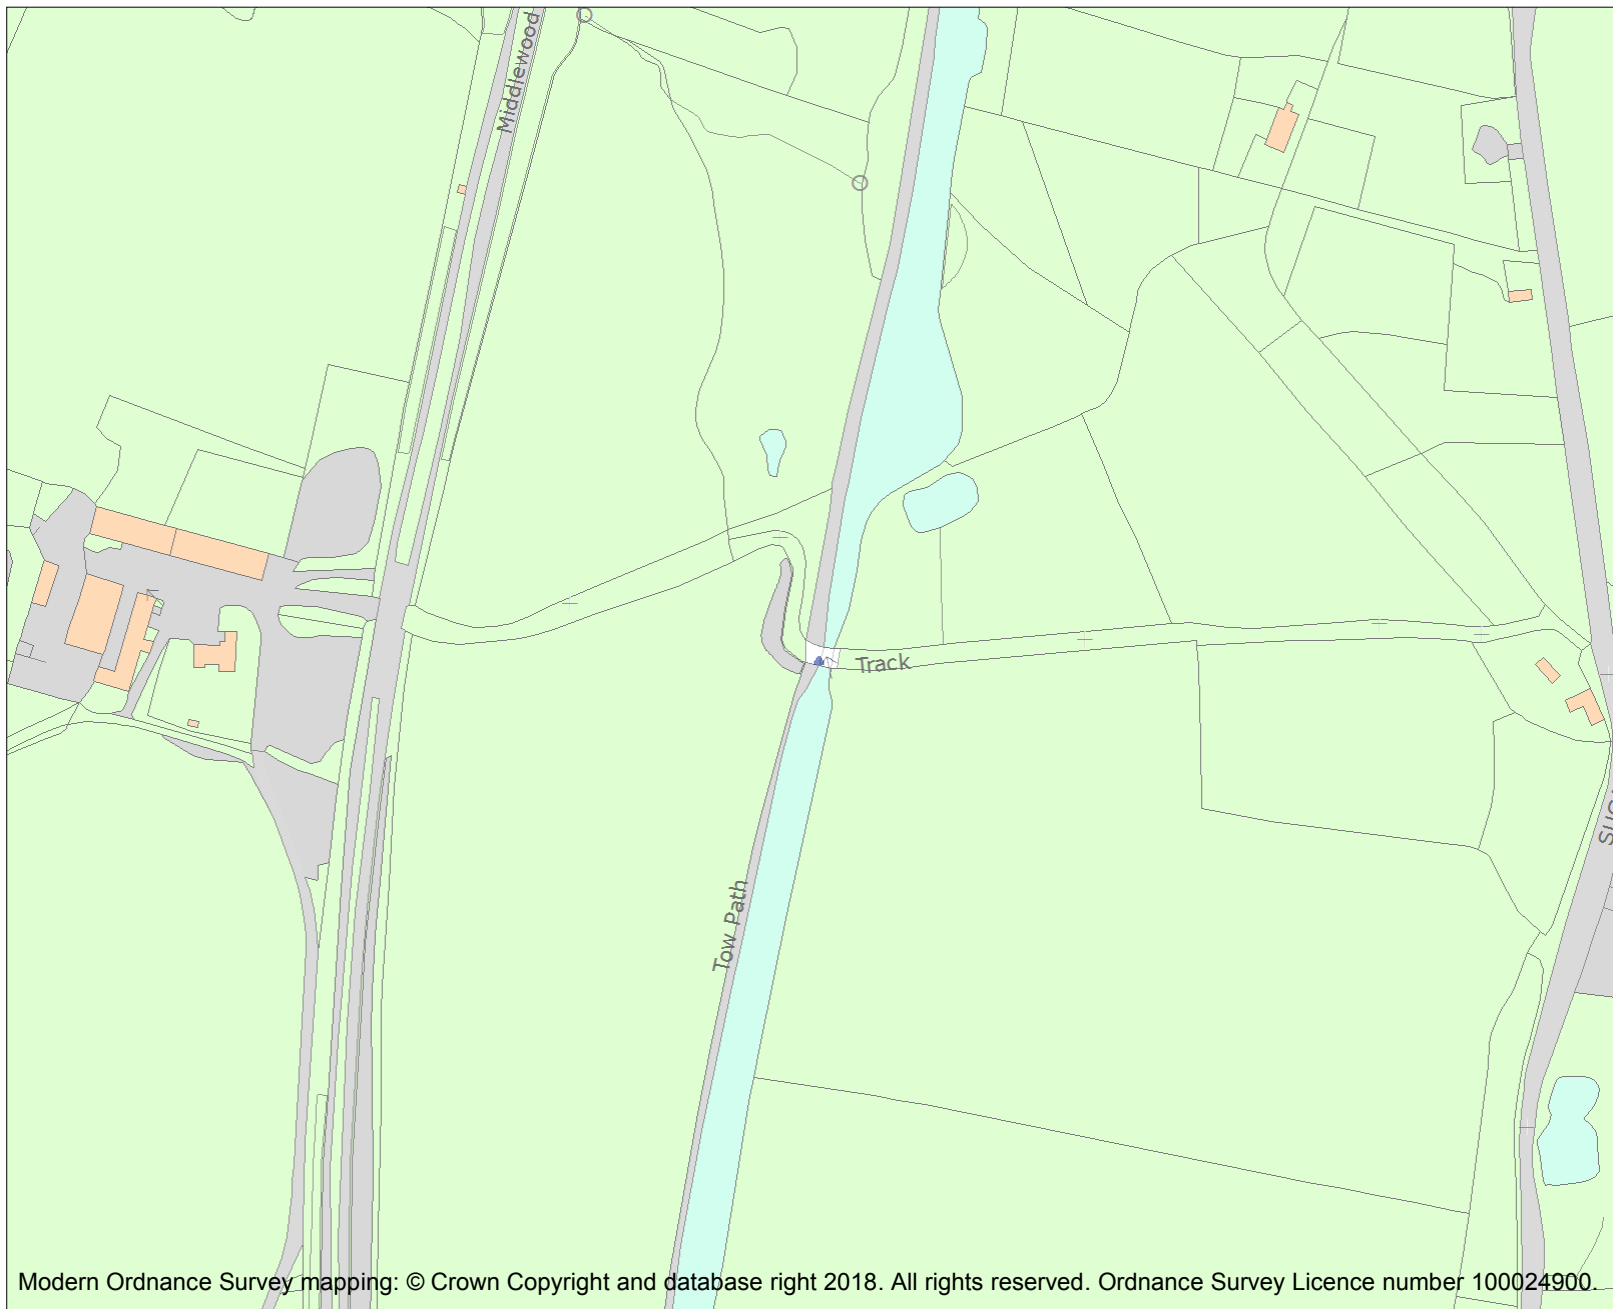 Middlewood
Track
Tow Path
Modern Ordnance Survey mapping: © Crown Copyright and database right 2018. All rights reserved. Ordnance Survey Licence number 100024900.